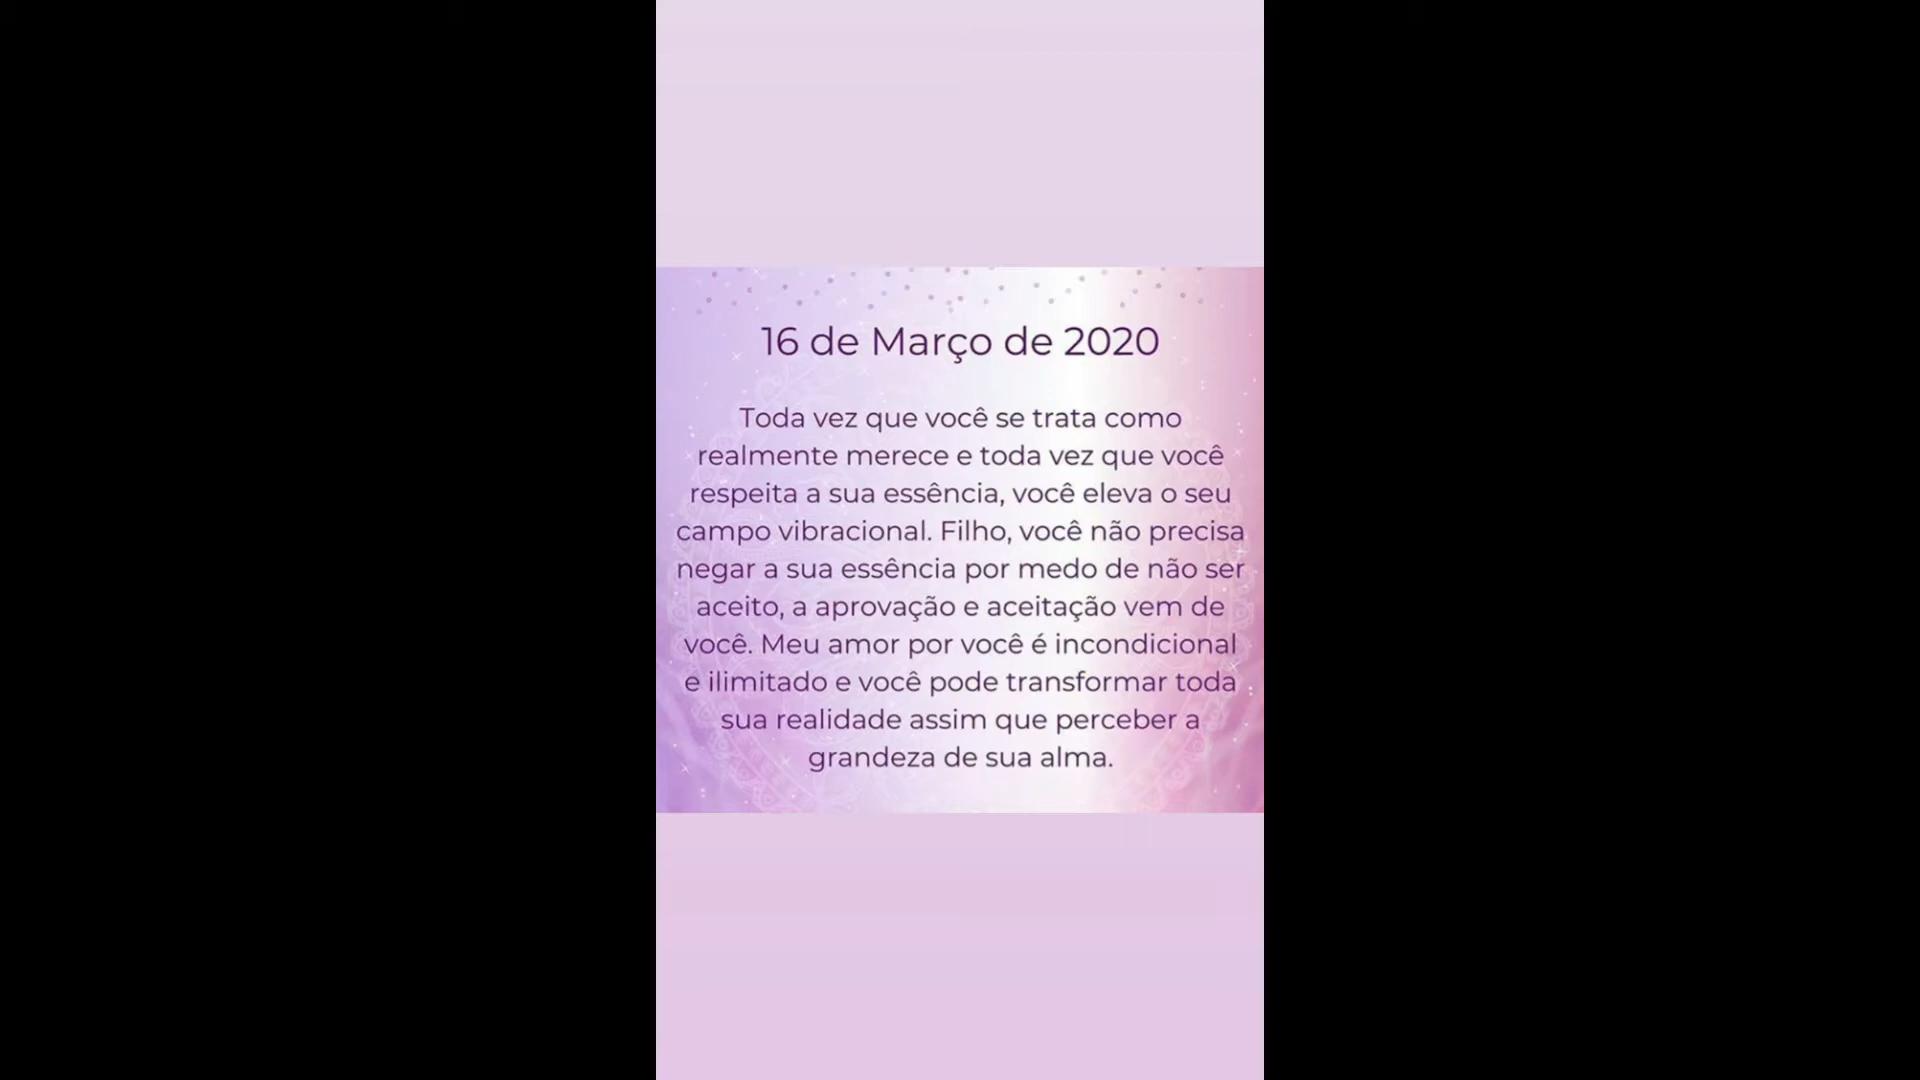 16 de Março de 2020
Toda vez que você se trata como
realmente merece e toda vez que você
respeita a sua essência, você eleva o seu
campo vibracional. Filho, você não precisa
negar a sua essência por medo de não ser
aceito, a aprovação e aceitação vem de
você. Meu amor por você é incondicional
e ilimitado e você pode transformar toda
sua realidade assim que perceber a
grandeza de sua alma.